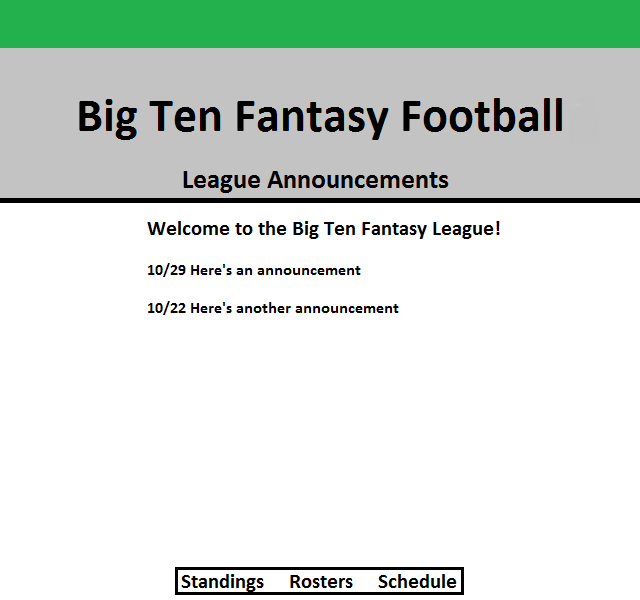 Big Ten Fantasy Football
League Announcements
Welcome to the Big Ten Fantasy League!
10/29 Here's an announcement
10/22 Here's another announcement
Standings Rosters Schedule